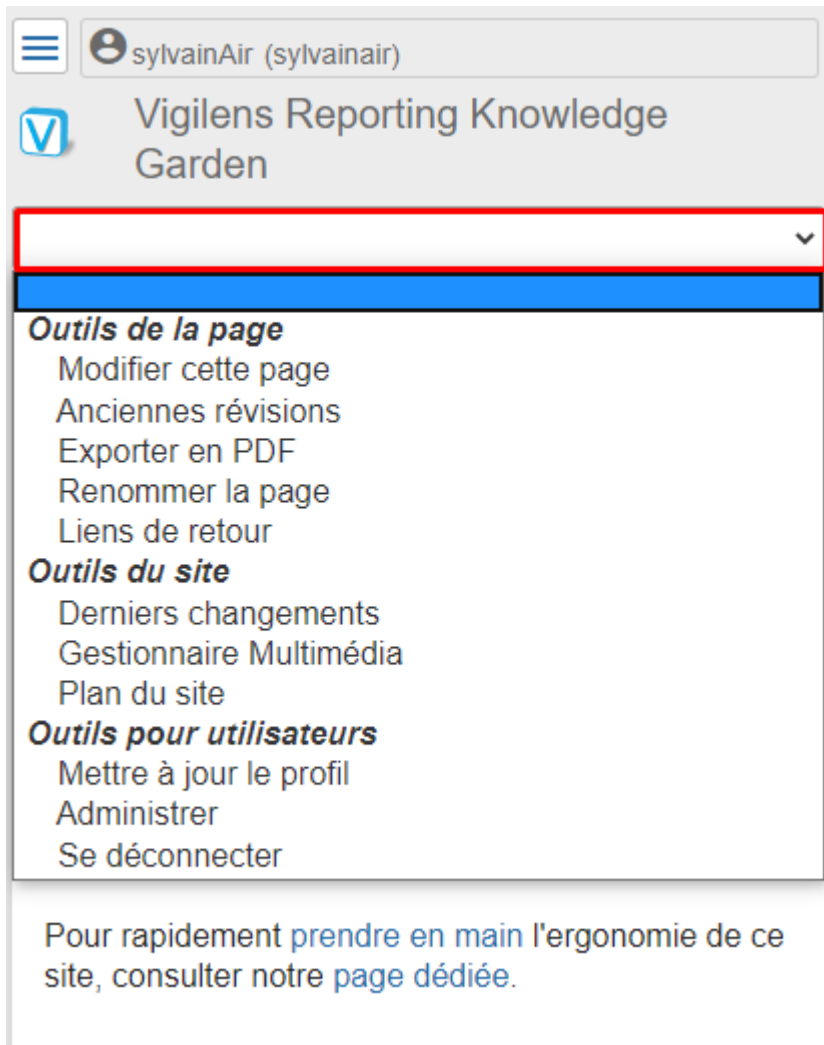 sylvainAir (sylvainair)
V
Vigilens Reporting Knowledge
Garden
Outils de la page
Modifier cette page
Anciennes révisions
Exporter en PDF
Renommer la page
Liens de retour
Outils du site
Derniers changements
Gestionnaire Multimédia
Plan du site
Outils pour utilisateurs
Mettre à jour le profil
Administrer
Se déconnecter
Pour rapidement prendre en main l'ergonomie de ce
site, consulter notre page dédiée.